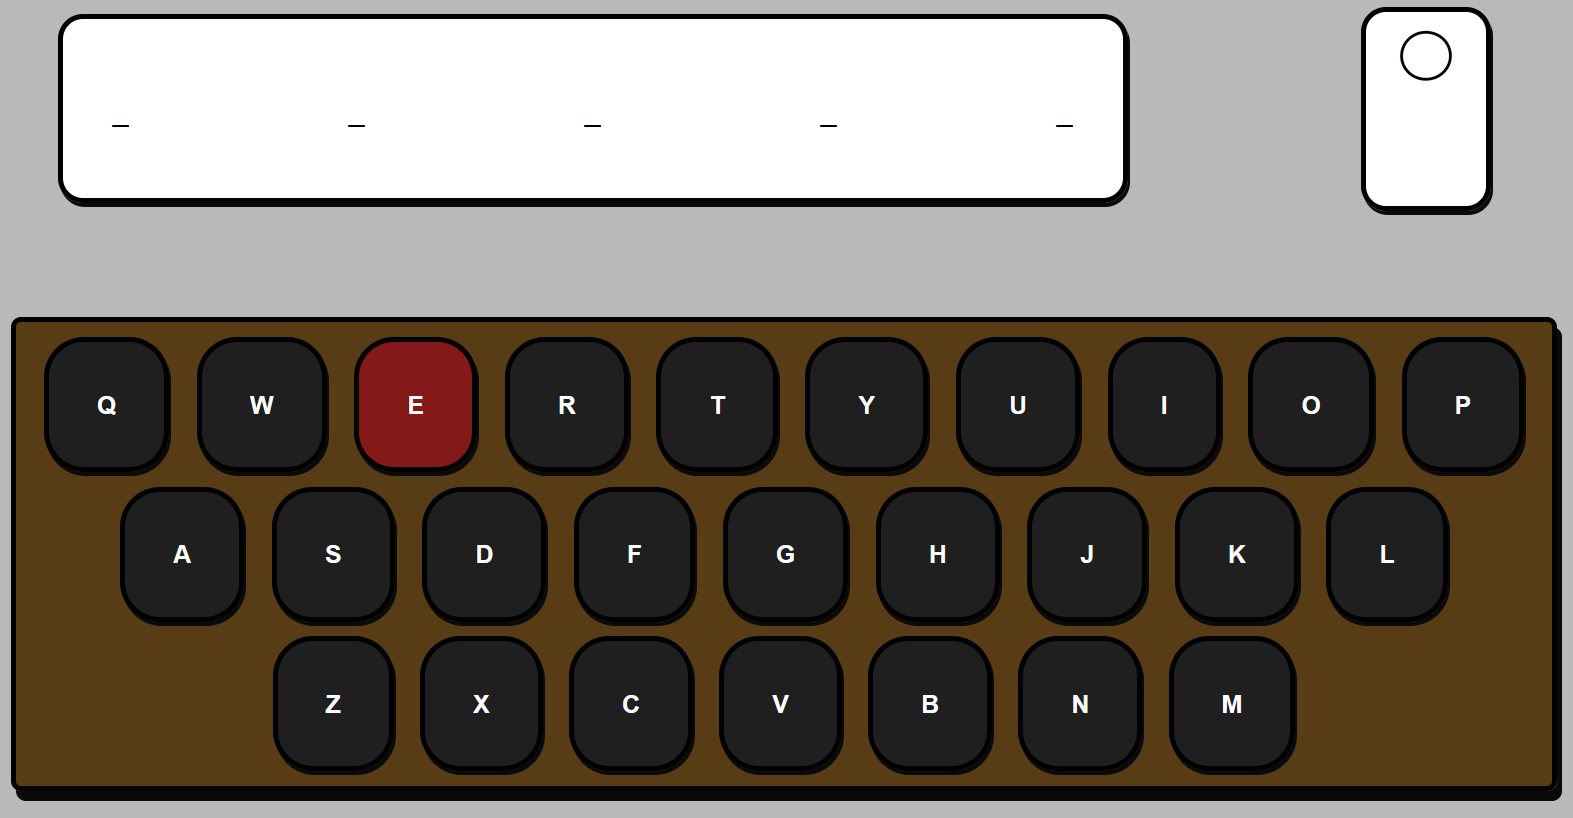 _ _ _ _ _
Q W E R T Y U I O P
A S D F G H J K L
Z X C V B N M